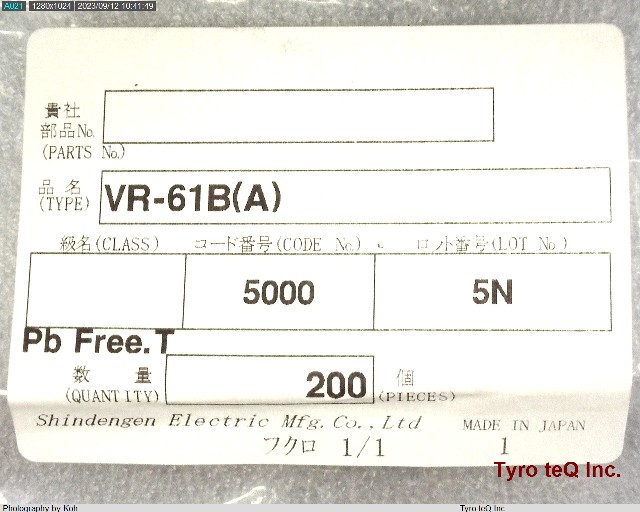 A021 1280x1024 2023/09/12 10:41:49
貴社
部品No.
(PARTS No.)
品名
(TYPE)
VR-61B(A)
級名(CLASS) コード番号(CODE No.) ロット番号(LOT No.)
5000 5N
Pb Free.T
数量
(QUANTITY)
200
個
(PIECES)
Shindengen Electric Mfg.Co.,Ltd MADE IN JAPAN
フクロ 1/1 1
Tyro teQ Inc.
Photography by Koh Tyro teQ Inc